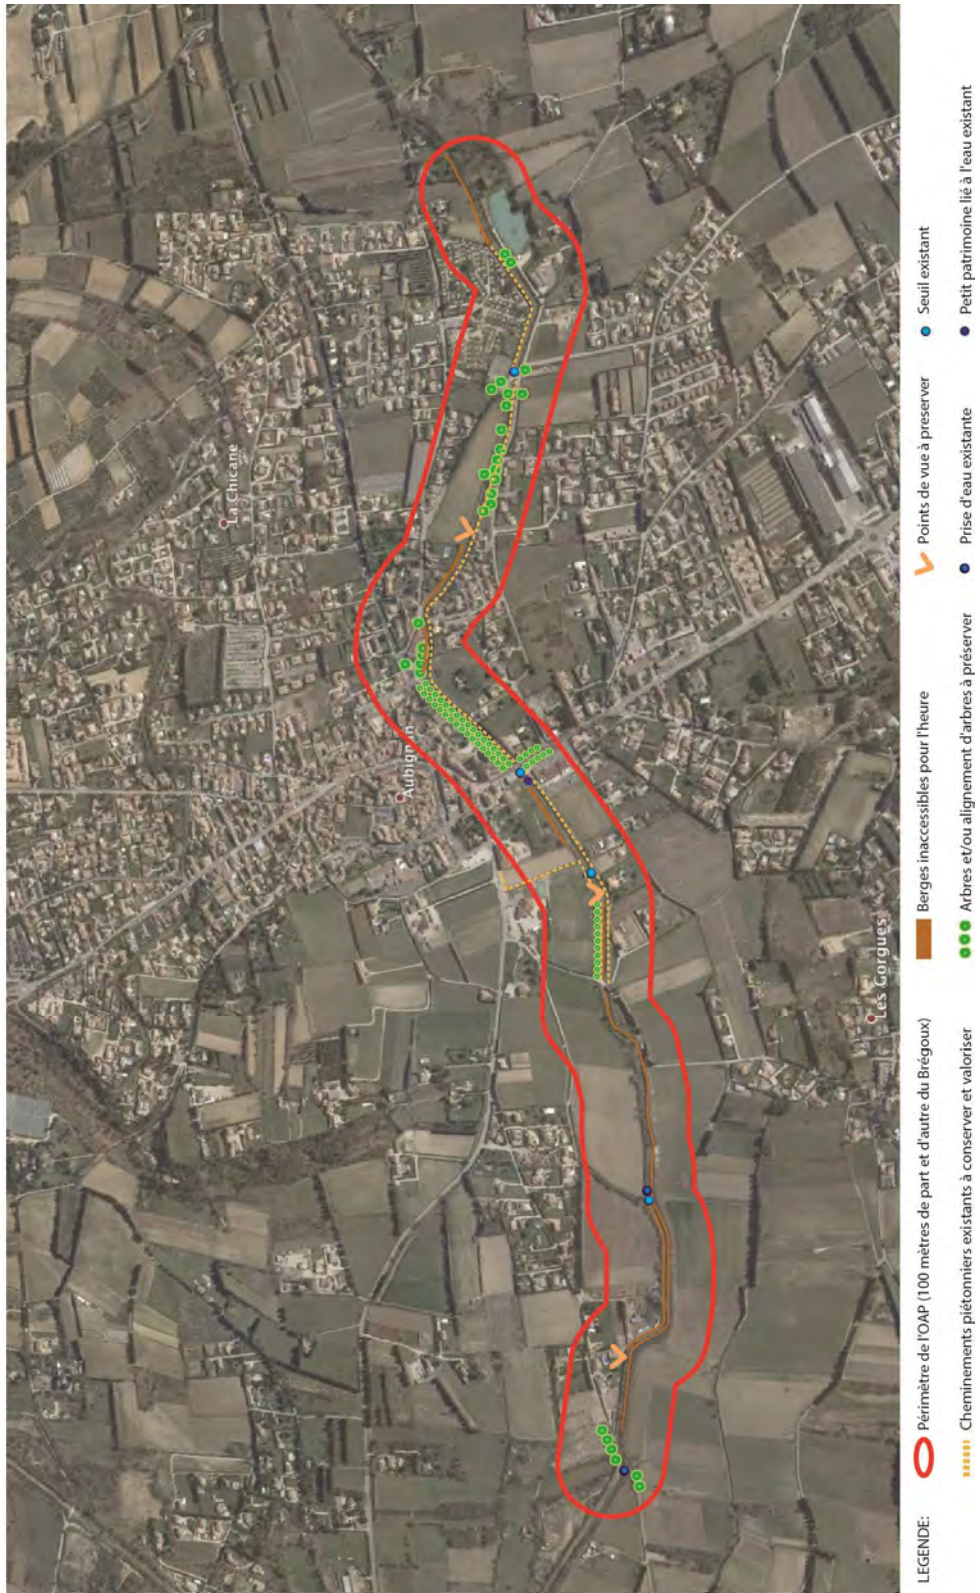 La Chicane
Aubignan
Les Gorgues
LEGENDE:
Périmètre de l'OAP (100 mètres de part et d'autre du Brégoux)
Cheminements piétonniers existants à conserver et valoriser
Berges inaccessibles pour l'heure
Arbres et/ou alignement d'arbres à préserver
Points de vue à preserver
Prise d'eau existante
Seuil existant
Petit patrimoine lié à l'eau existant